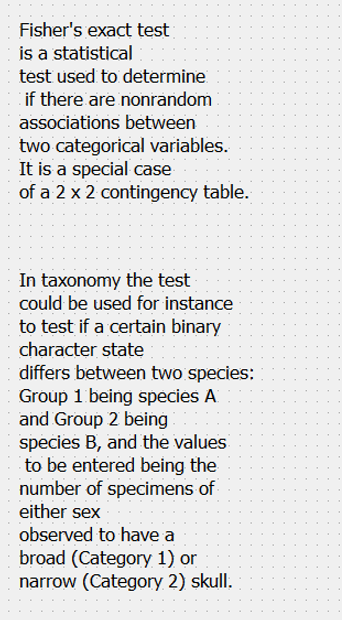 Fisher's exact test
is a statistical
test used to determine
if there are nonrandom
associations between
two categorical variables.
It is a special case
of a 2 x 2 contingency table.
In taxonomy the test
could be used for instance
to test if a certain binary
character state
differs between two species:
Group 1 being species A
and Group 2 being
species B, and the values
to be entered being the
number of specimens of
either sex
observed to have a
broad (Category 1) or
narrow (Category 2) skull.